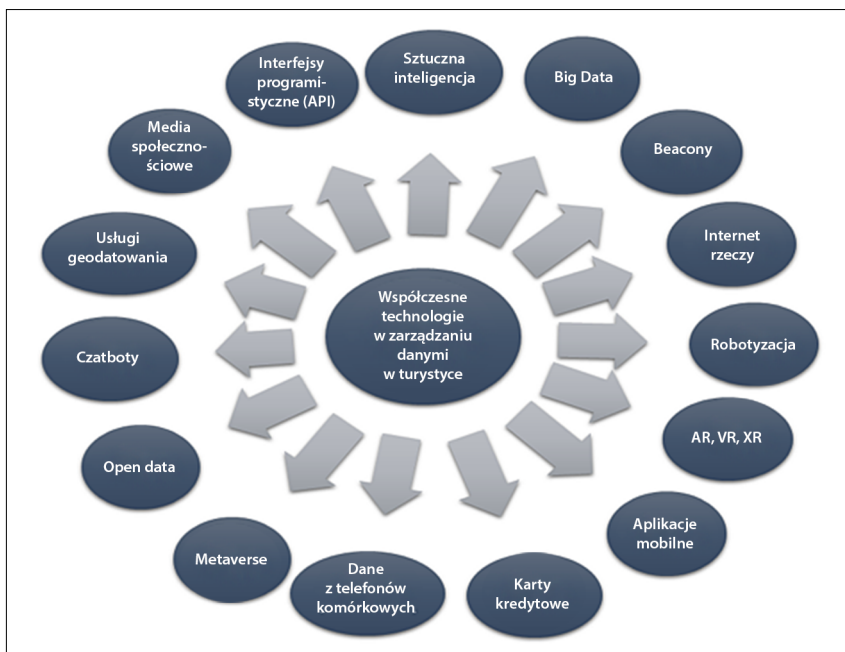 Sztuczna
inteligencja
Big Data
Beacony
Internet
rzeczy
Robotyzacja
AR, VR, XR
Aplikacje
mobilne
Karty
kredytowe
Dane
z telefonów
komórkowych
Metaverse
Open data
Czatboty
Usługi
geodatowania
Media
społeczno-
ściowe
Interfejsy
programi-
styczne (API)
Współczesne
technologie
w zarządzaniu
danymi
w turystyce